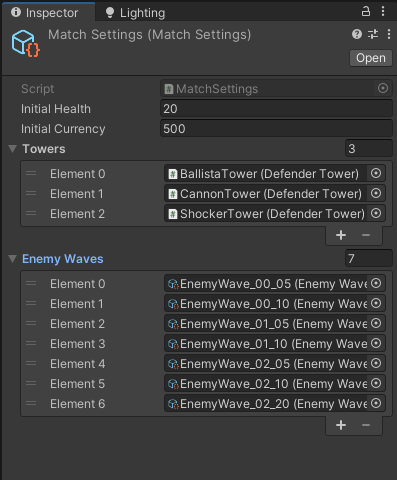 Inspector Lighting
Match Settings (Match Settings)
Open
Script MatchSettings
Initial Health 20
Initial Currency 500
Towers 3
Element 0 BallistaTower (Defender Tower)
Element 1 CannonTower (Defender Tower)
Element 2 ShockerTower (Defender Tower)
Enemy Waves 7
Element 0 EnemyWave_00_05 (Enemy Wave
Element 1 EnemyWave_00_10 (Enemy Wave
Element 2 EnemyWave_01_05 (Enemy Wave
Element 3 EnemyWave_01_10 (Enemy Wave
Element 4 EnemyWave_02_05 (Enemy Wave
Element 5 EnemyWave_02_10 (Enemy Wave
Element 6 EnemyWave_02_20 (Enemy Wave